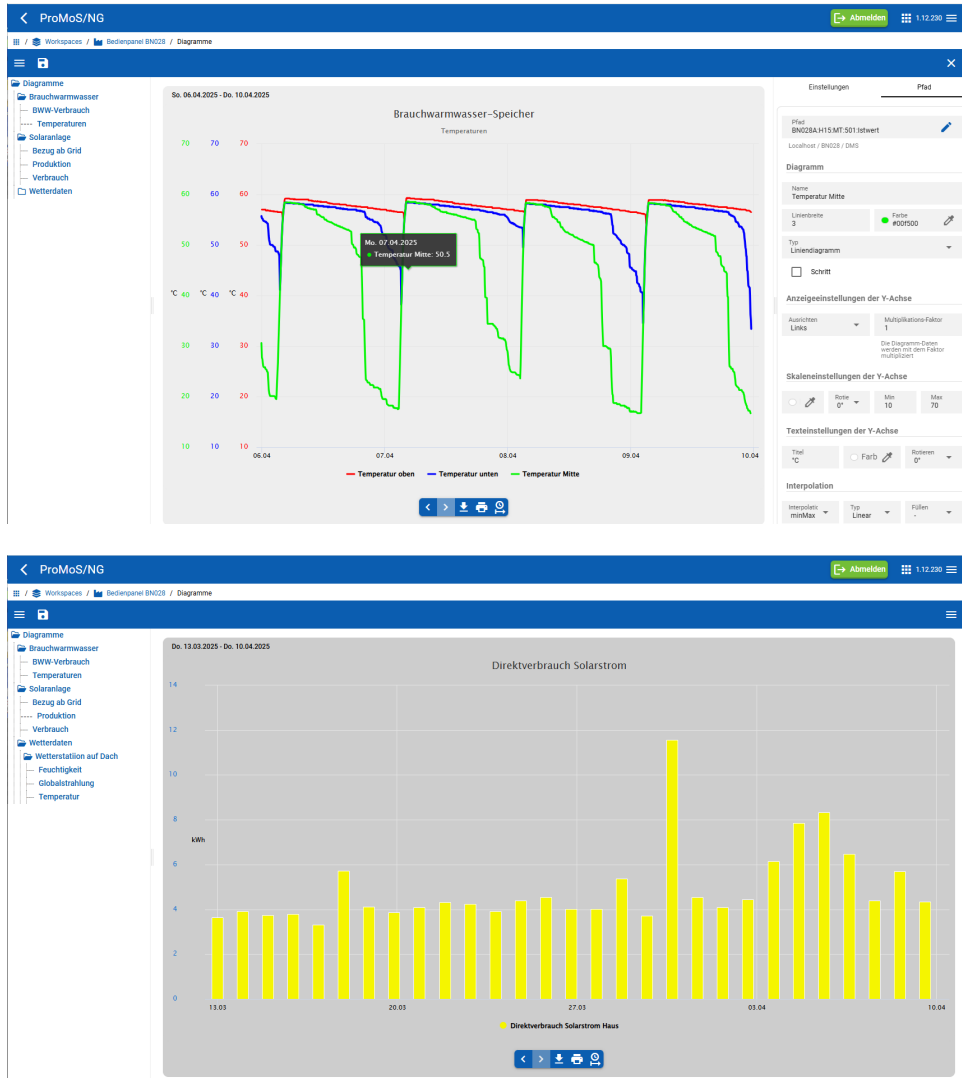 ProMoS/NG
Abmelden
1.12.230
/ Workspaces / Bedienpanel BN028 / Diagramme
Diagramme
Brauchwarmwasser
BWW-Verbrauch
Temperaturen
Solaranlage
Bezug ab Grid
Produktion
Verbrauch
Wetterdaten
So. 06.04.2025 - Do. 10.04.2025
Brauchwarmwasser-Speicher
Temperaturen
70 70 70
60 60 60
50 50 50
°C 40 °C 40 °C 40
30 30 30
20 20 20
10 10 10
06.04 07.04 08.04 09.04 10.04
Mo. 07.04.2025
Temperatur Mitte: 50.5
Temperatur oben Temperatur unten Temperatur Mitte
Einstellungen Pfad
Pfad
BN028A:H15:MT:501:Istwert
Localhost / BN028 / DMS
Diagramm
Name
Temperatur Mitte
Linienbreite Farbe
3 #00f500
Typ
Liniendiagramm
Schritt
Anzeigeeinstellungen der Y-Achse
Ausrichten Multiplikations-Faktor
Links 1
Die Diagramm-Daten
werden mit dem Faktor
multipliziert
Skaleneinstellungen der Y-Achse
Rotie Min Max
0° 10 70
Texteinstellungen der Y-Achse
Titel Farb Rotieren
°C 0°
Interpolation
Interpolatic Typ Füllen
minMax Linear -
ProMoS/NG
Abmelden
1.12.230
/ Workspaces / Bedienpanel BN028 / Diagramme
Diagramme
Brauchwarmwasser
BWW-Verbrauch
Temperaturen
Solaranlage
Bezug ab Grid
Produktion
Verbrauch
Wetterdaten
Wetterstatiion auf Dach
Feuchtigkeit
Globalstrahlung
Temperatur
Do. 13.03.2025 - Do. 10.04.2025
Direktverbrauch Solarstrom
14
12
10
8
kWh
6
4
2
0
13.03 20.03 27.03 03.04 10.04
Direktverbrauch Solarstrom Haus